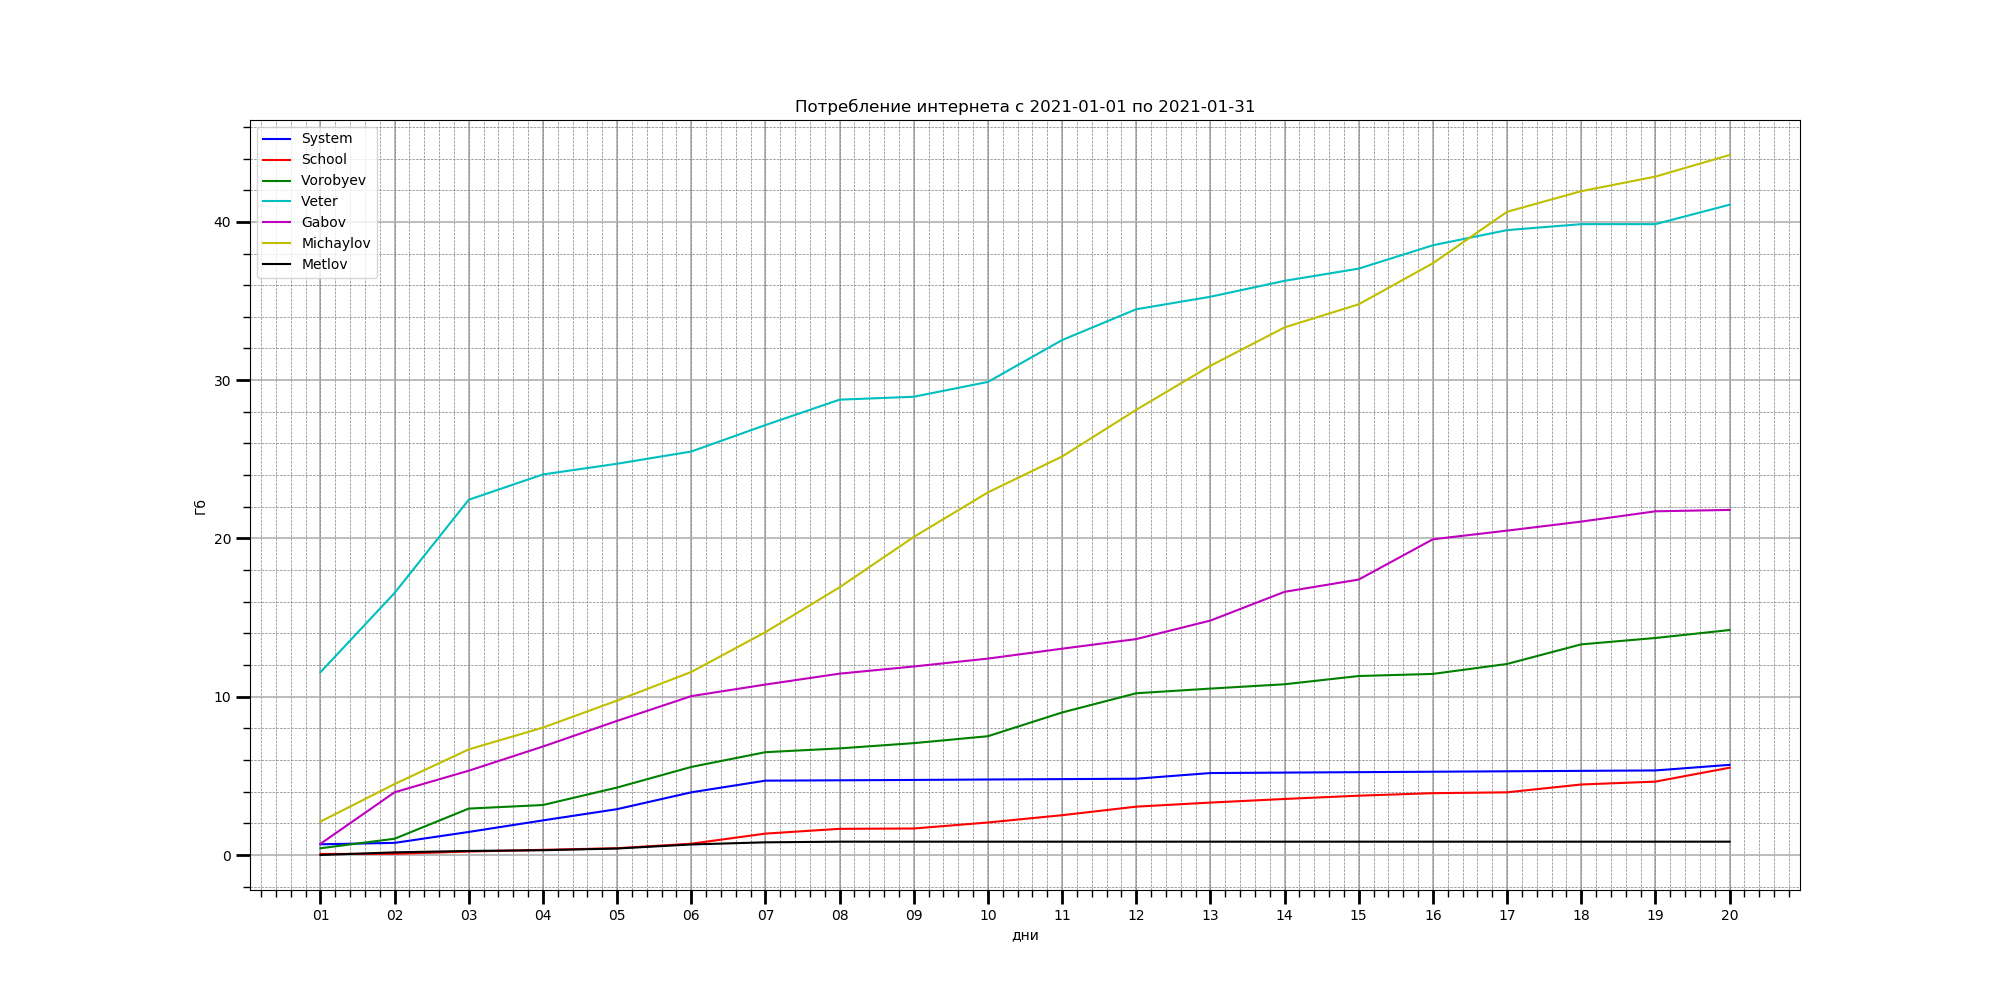 Потребление интернета с 2021-01-01 по 2021-01-31
System
School
Vorobyev
Veter
Gabov
Michaylov
Metlov
Гб
40
30
20
10
0
01 02 03 04 05 06 07 08 09 10 11 12 13 14 15 16 17 18 19 20
дни